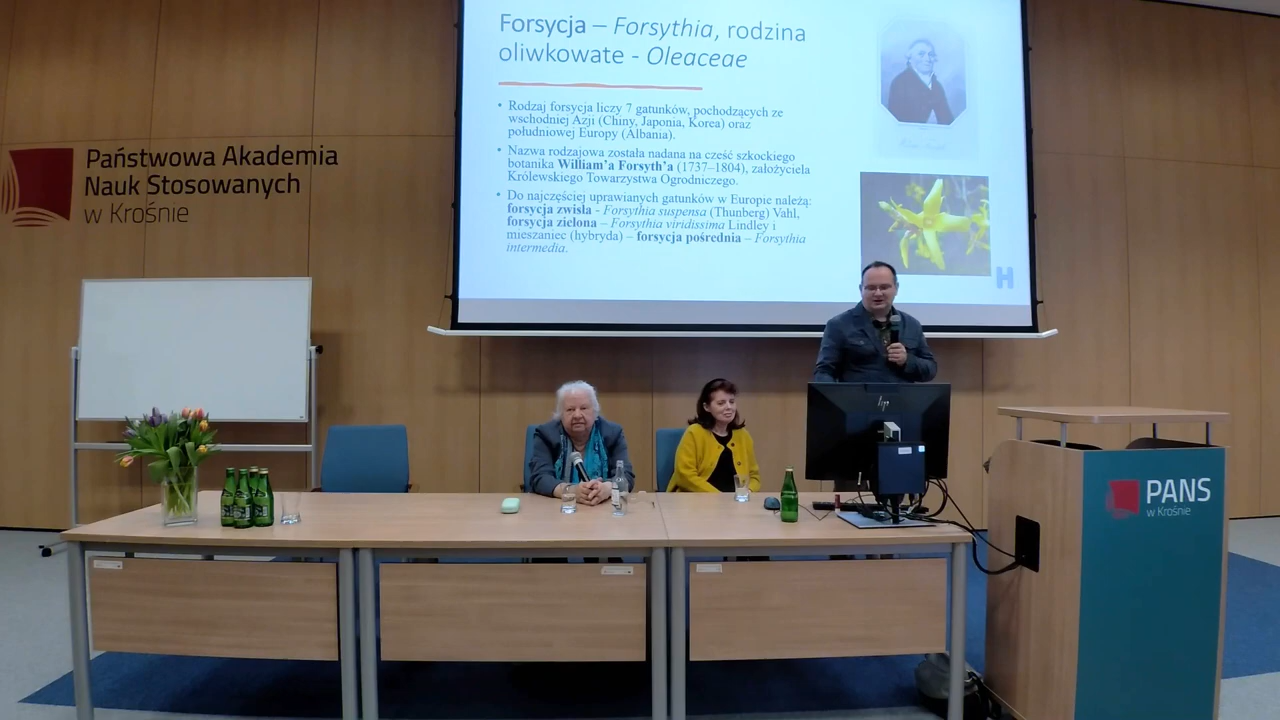 Forsycja – Forsythia, rodzina
oliwkowate - Oleaceae
• Rodzaj forsycja liczy 7 gatunków, pochodzących ze
wschodniej Azji (Chiny, Japonia, Korea) oraz
południowej Europy (Albania).
• Nazwa rodzajowa została nadana na cześć szkockiego
botanika William’a Forsyth’a (1737–1804), założyciela
Królewskiego Towarzystwa Ogrodniczego.
• Do najczęściej uprawianych gatunków w Europie należą:
forsycja zwisła - Forsythia suspensa (Thunberg) Vahl,
forsycja zielona – Forsythia viridissima Lindley i
mieszaniec (hybryda) – forsycja pośrednia – Forsythia
intermedia.
H
Państwowa Akademia
Nauk Stosowanych
w Krośnie
hp
PANS
w Krośnie